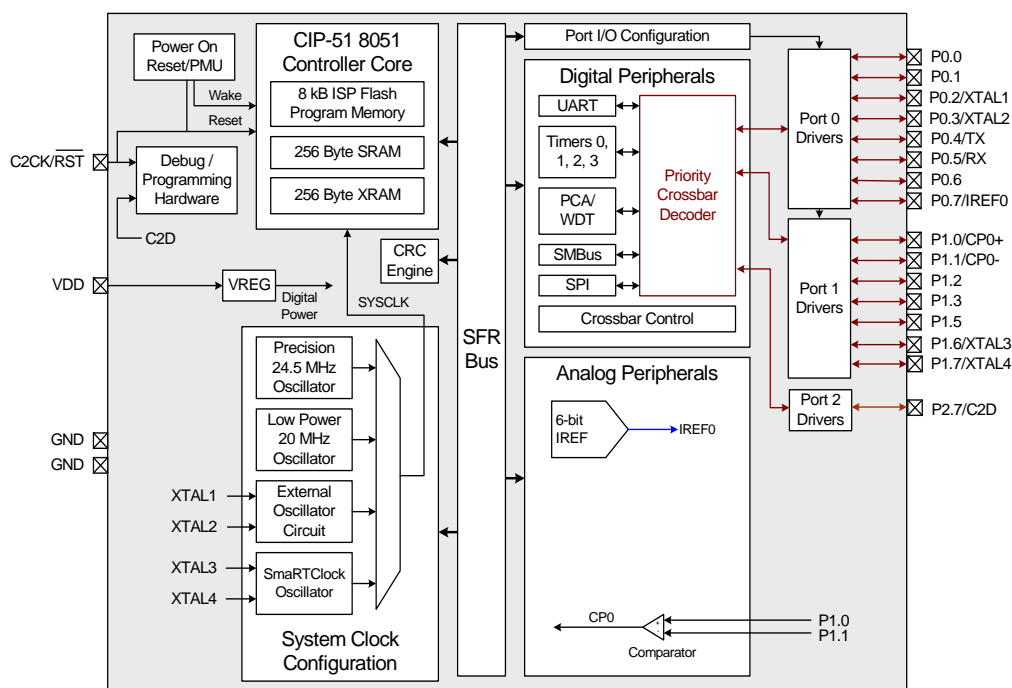 Power On
Reset/PMU
Wake
Reset
C2CK/RST
Debug /
Programming
Hardware
C2D
VDD
VREG
Digital
Power
GND
GND
CIP-51 8051
Controller Core
8 kB ISP Flash
Program Memory
256 Byte SRAM
256 Byte XRAM
CRC
Engine
SYSCLK
Precision
24.5 MHz
Oscillator
Low Power
20 MHz
Oscillator
XTAL1
XTAL2
External
Oscillator
Circuit
XTAL3
XTAL4
SmaRTClock
Oscillator
System Clock
Configuration
SFR
Bus
Port I/O Configuration
Digital Peripherals
UART
Timers 0,
1, 2, 3
PCA/
WDT
SMBus
SPI
Priority
Crossbar
Decoder
Crossbar Control
Analog Peripherals
6-bit
IREF
IREF0
CP0
+
-
Comparator
P1.0
P1.1
Port 0
Drivers
Port 1
Drivers
Port 2
Drivers
P0.0
P0.1
P0.2/XTAL1
P0.3/XTAL2
P0.4/TX
P0.5/RX
P0.6
P0.7/IREF0
P1.0/CP0+
P1.1/CP0-
P1.2
P1.3
P1.5
P1.6/XTAL3
P1.7/XTAL4
P2.7/C2D